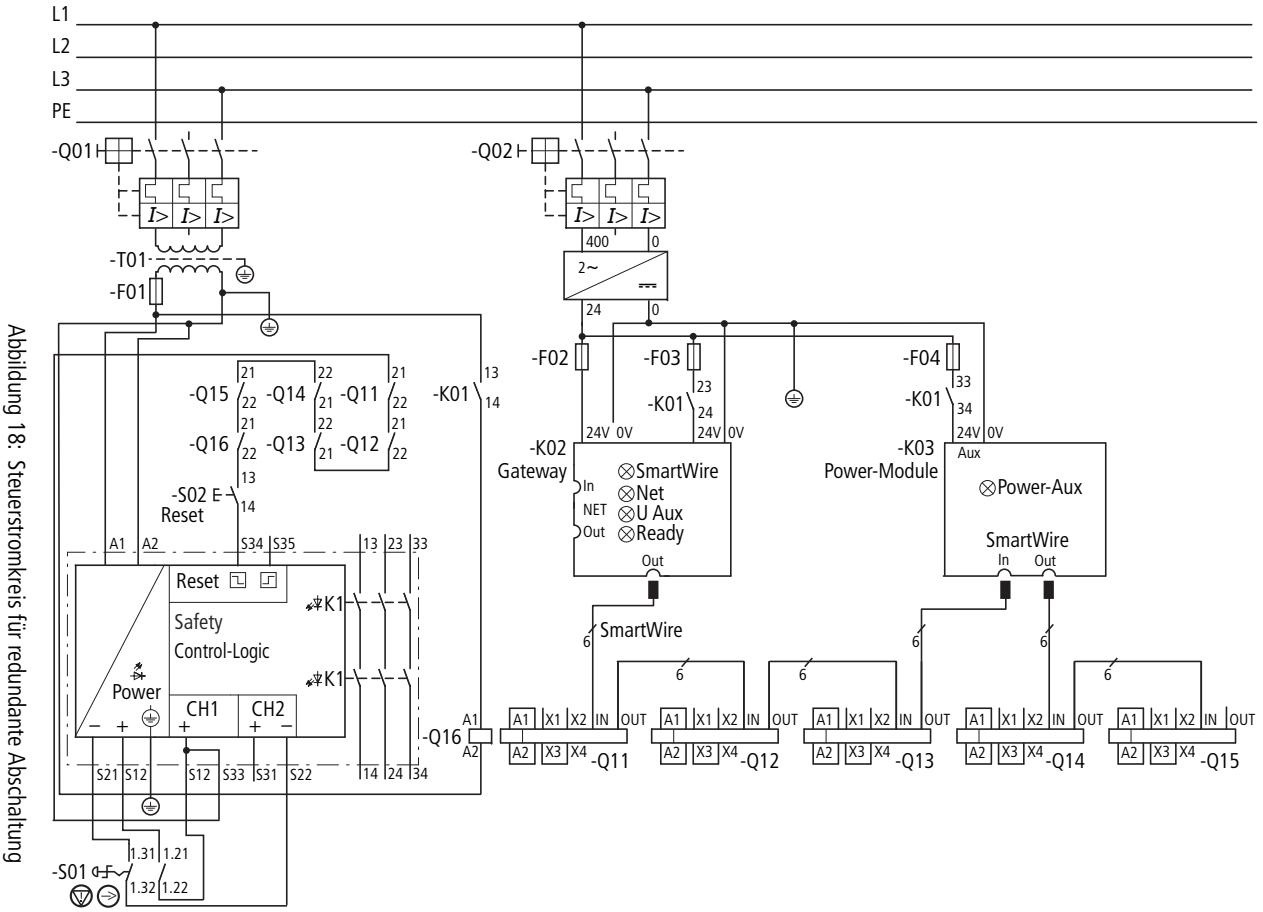 L1
L2
L3
PE
-Q01
I> I> I>
-Q02
I> I> I>
400 0
-T01
2~
-F01
24 0
-F02
-F03
-F04
-Q15 21 22
-Q14 22 21
-Q11 21 22
-K01 13 14
-K01 23 24
-K01 33 34
-Q16 21 22
-Q13 22 21
-Q12 21 22
24V 0V
24V 0V
24V 0V
-K02
Gateway
In
NET
Out
SmartWire
Net
U Aux
Ready
Out
-K03
Power-Module
Aux
Power-Aux
SmartWire
In Out
-S02 E 13 14
Reset
A1 A2 S34 S35 13 23 33
Reset
Safety
Control-Logic
K1
K1
Power
CH1 CH2
− + + + −
6 SmartWire
6
6
6
6
6
-Q16 A1 A2
A1 X1 X2 IN OUT
A2 X3 X4 -Q11
A1 X1 X2 IN OUT
A2 X3 X4 -Q12
A1 X1 X2 IN OUT
A2 X3 X4 -Q13
A1 X1 X2 IN OUT
A2 X3 X4 -Q14
A1 X1 X2 IN OUT
A2 X3 X4 -Q15
S21 S12 S12 S33 S31 S22 14 24 34
-S01
1.31 1.21
1.32 1.22
Abbildung 18: Steuerstromkreis für redundante Abschaltung